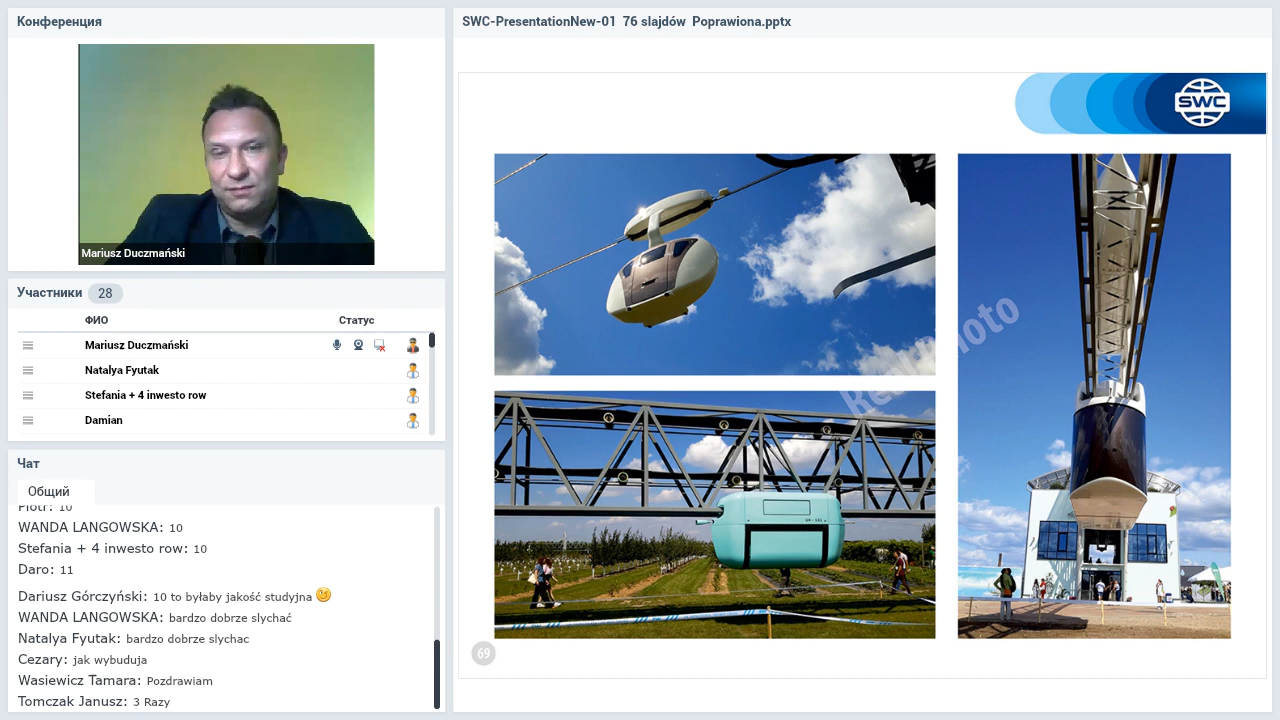 Конференция
Mariusz Duczmański
Участники 28
ФИО Статус
Mariusz Duczmański
Natalya Fyutak
Stefania + 4 inwesto row
Damian
Чат
Общий
Piotr: 10
WANDA LANGOWSKA: 10
Stefania + 4 inwesto row: 10
Daro: 11
Dariusz Górczyński: 10 to byłaby jakość studyjna
WANDA LANGOWSKA: bardzo dobrze slychać
Natalya Fyutak: bardzo dobrze slychac
Cezary: jak wybuduja
Wasiewicz Tamara: Pozdrawiam
Tomczak Janusz: 3 Razy
SWC-PresentationNew-01 76 slajdów Poprawiona.pptx
SWC
69